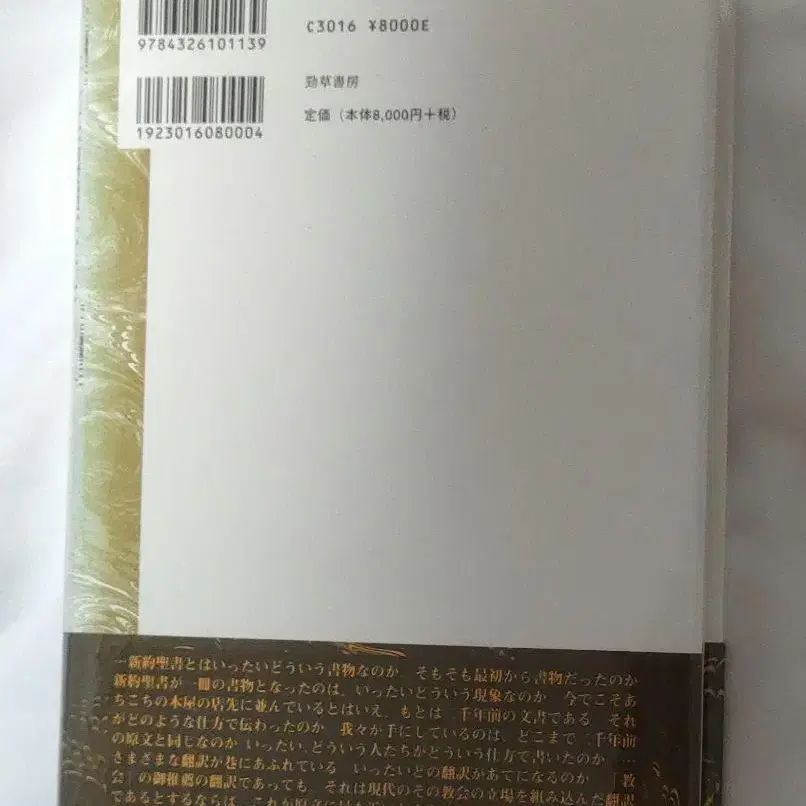 9784326101139
C3016 ¥8000E
1923016080004
勁草書房
定価（本体8,000円＋税）
…新約聖書とはいったいどういう書物なのか そもそも最初から書物だったのか
新約聖書が一冊の書物となったのは、いったいどういう現象なのか 今でこそあ
ちこちの本屋の店先に並んでいるとはいえ、もとは二千年前の文書である それ
がどのような仕方で伝わったのか 我々が手にしているのは、どこまで二千年前
の原文と同じなのか いったい、どういう人たちがどういう仕方で書いたのか …
さまざまな翻訳が巷にあふれている いったいどの翻訳があてになるのか 「教
会」の御推薦の翻訳であっても それは現代のその教会の立場を組み込んだ翻訳
であるとするならば